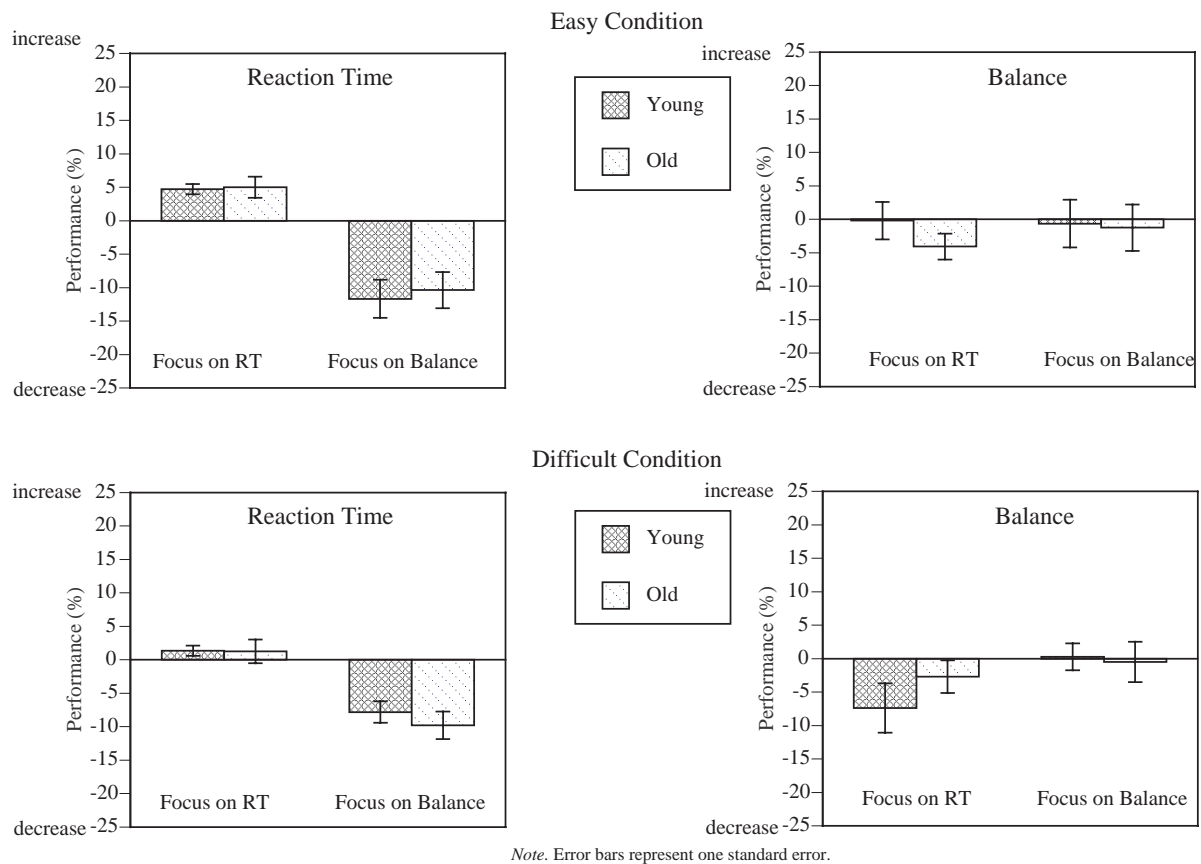 Easy Condition
increase
25
20
15
10
5
0
-5
-10
-15
-20
-25
decrease
Performance (%)
Reaction Time
Focus on RT
Focus on Balance
Young
Old
increase
25
20
15
10
5
0
-5
-10
-15
-20
-25
decrease
Performance (%)
Balance
Focus on RT
Focus on Balance
Difficult Condition
increase
25
20
15
10
5
0
-5
-10
-15
-20
-25
decrease
Performance (%)
Reaction Time
Focus on RT
Focus on Balance
Young
Old
increase
25
20
15
10
5
0
-5
-10
-15
-20
-25
decrease
Performance (%)
Balance
Focus on RT
Focus on Balance
Note. Error bars represent one standard error.